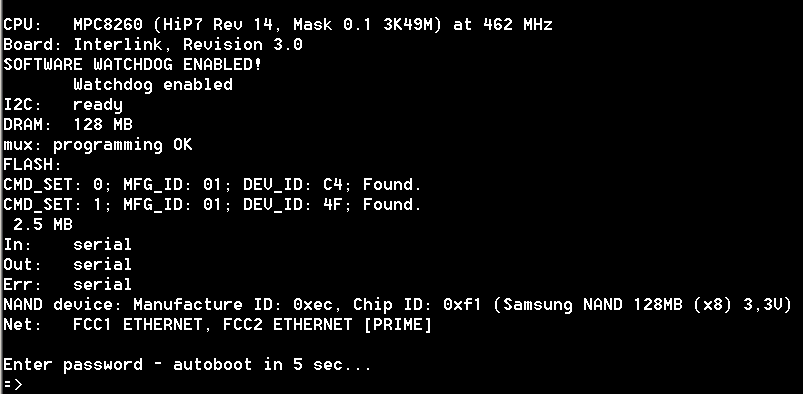 CPU:   MPC8260 (HiP7 Rev 14, Mask 0.1 3K49M) at 462 MHz
Board: Interlink, Revision 3.0
SOFTWARE WATCHDOG ENABLED!
       Watchdog enabled
I2C:   ready
DRAM:  128 MB
mux: programming OK
FLASH:
CMD_SET: 0; MFG_ID: 01; DEV_ID: C4; Found.
CMD_SET: 1; MFG_ID: 01; DEV_ID: 4F; Found.
 2.5 MB
In:    serial
Out:   serial
Err:   serial
NAND device: Manufacture ID: 0xec, Chip ID: 0xf1 (Samsung NAND 128MB (x8) 3,3V)
Net:   FCC1 ETHERNET, FCC2 ETHERNET [PRIME]
Enter password - autoboot in 5 sec...
=>